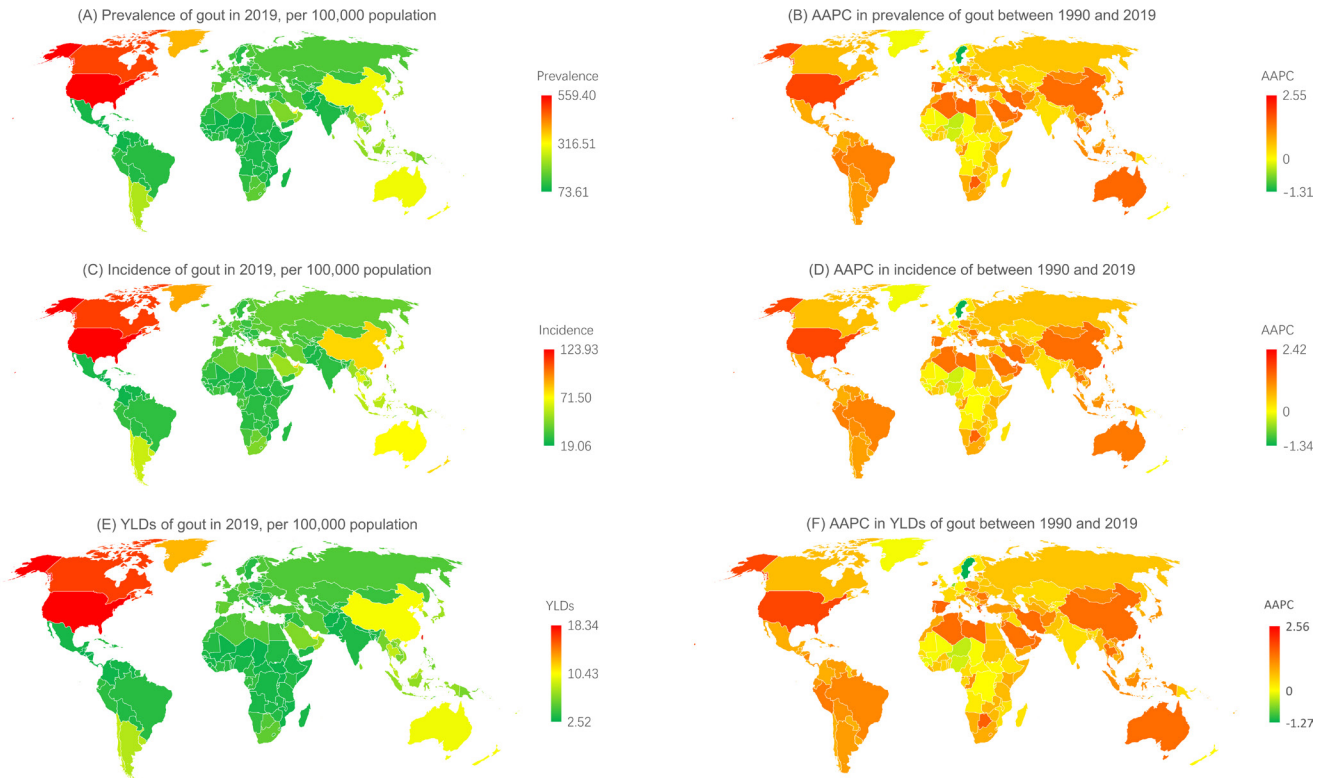 (A) Prevalence of gout in 2019, per 100,000 population
Prevalence
559.40
316.51
73.61
(B) AAPC in prevalence of gout between 1990 and 2019
AAPC
2.55
0
-1.31
(C) Incidence of gout in 2019, per 100,000 population
Incidence
123.93
71.50
19.06
(D) AAPC in incidence of between 1990 and 2019
AAPC
2.42
0
-1.34
(E) YLDs of gout in 2019, per 100,000 population
YLDs
18.34
10.43
2.52
(F) AAPC in YLDs of gout between 1990 and 2019
AAPC
2.56
0
-1.27